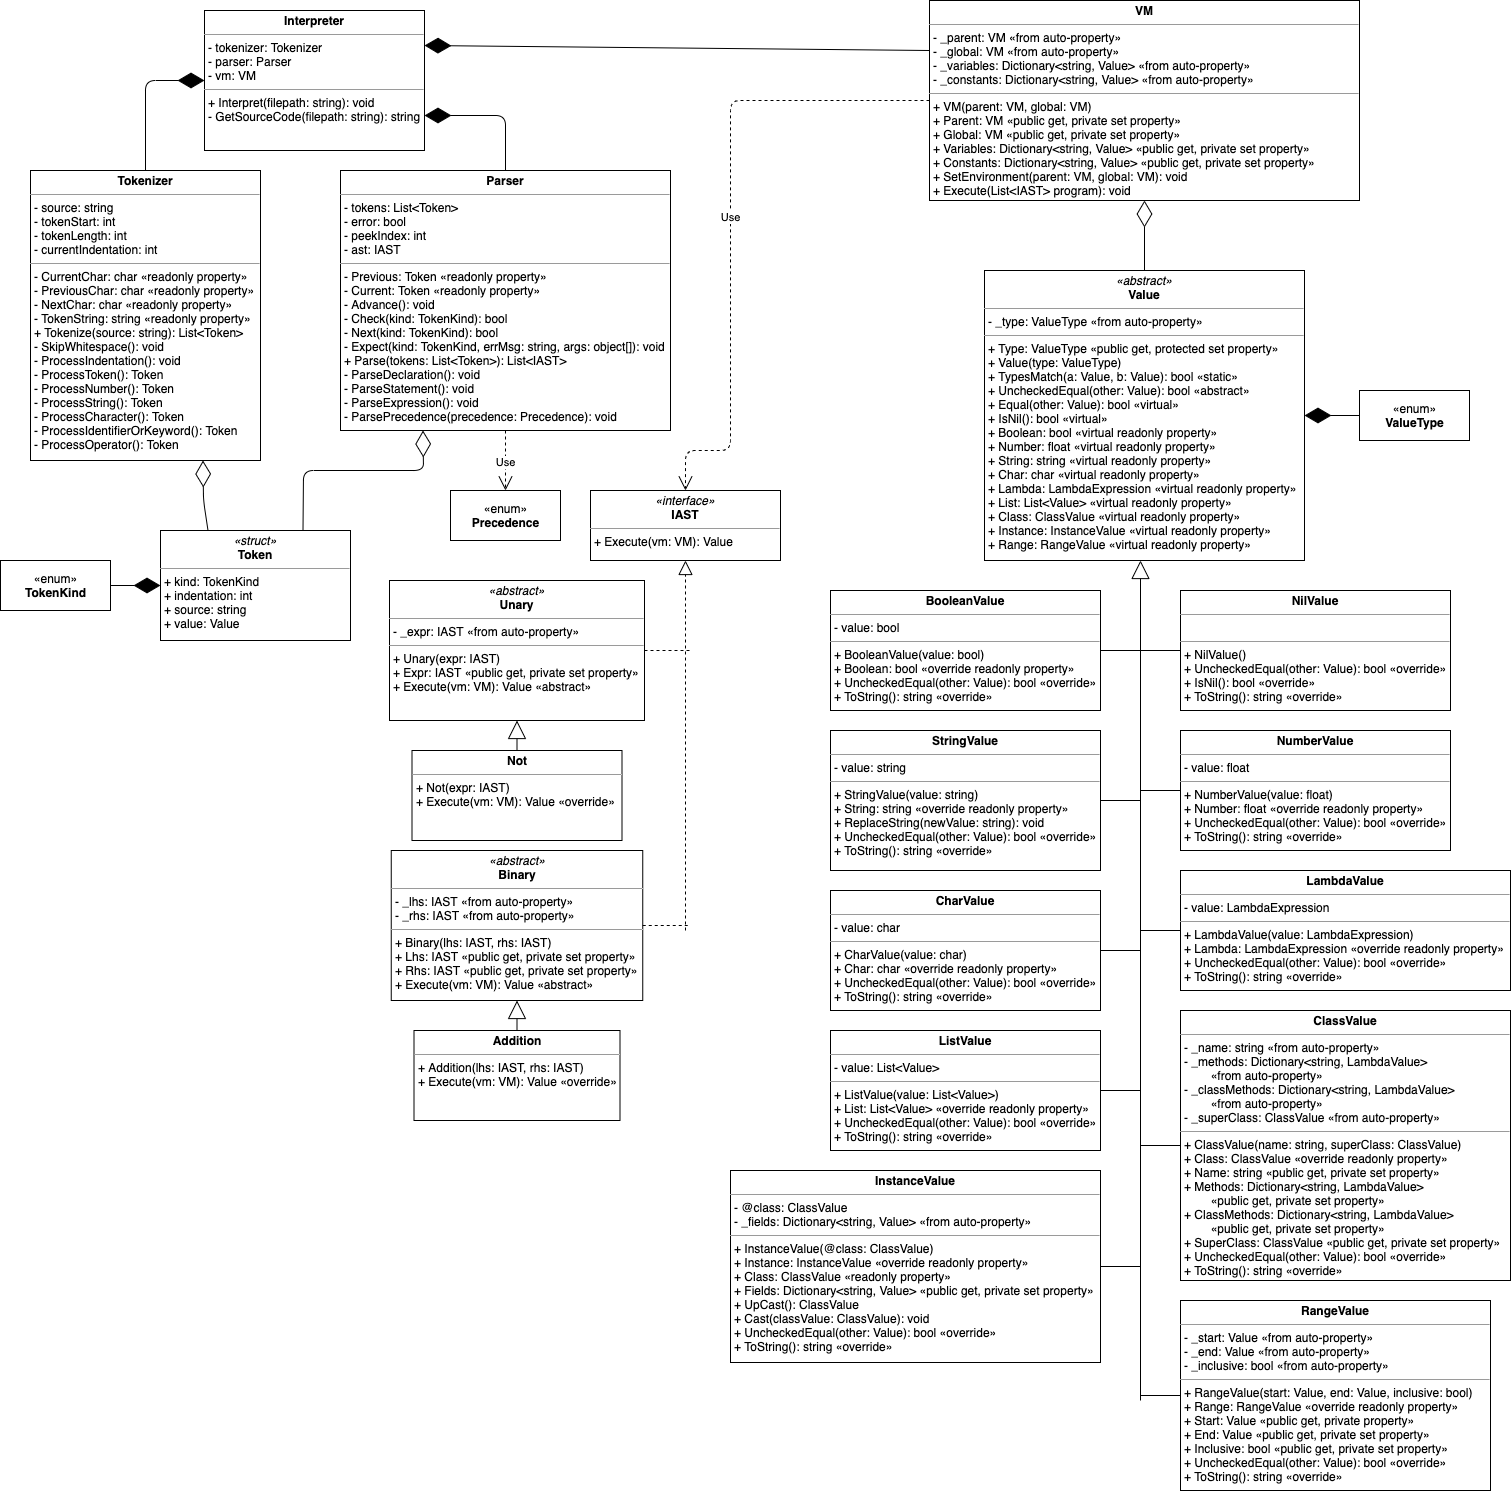 Interpreter
- tokenizer: Tokenizer
- parser: Parser
- vm: VM
+ Interpret(filepath: string): void
- GetSourceCode(filepath: string): string
VM
- _parent: VM «from auto-property»
- _global: VM «from auto-property»
- _variables: Dictionary<string, Value> «from auto-property»
- _constants: Dictionary<string, Value> «from auto-property»
+ VM(parent: VM, global: VM)
+ Parent: VM «public get, private set property»
+ Global: VM «public get, private set property»
+ Variables: Dictionary<string, Value> «public get, private set property»
+ Constants: Dictionary<string, Value> «public get, private set property»
+ SetEnvironment(parent: VM, global: VM): void
+ Execute(List<IAST> program): void
Tokenizer
- source: string
- tokenStart: int
- tokenLength: int
- currentIndentation: int
- CurrentChar: char «readonly property»
- PreviousChar: char «readonly property»
- NextChar: char «readonly property»
- TokenString: string «readonly property»
+ Tokenize(source: string): List<Token>
- SkipWhitespace(): void
- ProcessIndentation(): void
- ProcessToken(): Token
- ProcessNumber(): Token
- ProcessString(): Token
- ProcessCharacter(): Token
- ProcessIdentifierOrKeyword(): Token
- ProcessOperator(): Token
Parser
- tokens: List<Token>
- error: bool
- peekIndex: int
- ast: IAST
- Previous: Token «readonly property»
- Current: Token «readonly property»
- Advance(): void
- Check(kind: TokenKind): bool
- Next(kind: TokenKind): bool
- Expect(kind: TokenKind, errMsg: string, args: object[]): void
+ Parse(tokens: List<Token>): List<IAST>
- ParseDeclaration(): void
- ParseStatement(): void
- ParseExpression(): void
- ParsePrecedence(precedence: Precedence): void
Use
«abstract»
Value
- _type: ValueType «from auto-property»
+ Type: ValueType «public get, protected set property»
+ Value(type: ValueType)
+ TypesMatch(a: Value, b: Value): bool «static»
+ UncheckedEqual(other: Value): bool «abstract»
+ Equal(other: Value): bool «virtual»
+ IsNil(): bool «virtual»
+ Boolean: bool «virtual readonly property»
+ Number: float «virtual readonly property»
+ String: string «virtual readonly property»
+ Char: char «virtual readonly property»
+ Lambda: LambdaExpression «virtual readonly property»
+ List: List<Value> «virtual readonly property»
+ Class: ClassValue «virtual readonly property»
+ Instance: InstanceValue «virtual readonly property»
+ Range: RangeValue «virtual readonly property»
«enum»
ValueType
Use
«enum»
Precedence
«interface»
IAST
+ Execute(vm: VM): Value
«struct»
Token
+ kind: TokenKind
+ indentation: int
+ source: string
+ value: Value
«enum»
TokenKind
«abstract»
Unary
- _expr: IAST «from auto-property»
+ Unary(expr: IAST)
+ Expr: IAST «public get, private set property»
+ Execute(vm: VM): Value «abstract»
Not
+ Not(expr: IAST)
+ Execute(vm: VM): Value «override»
«abstract»
Binary
- _lhs: IAST «from auto-property»
- _rhs: IAST «from auto-property»
+ Binary(lhs: IAST, rhs: IAST)
+ Lhs: IAST «public get, private set property»
+ Rhs: IAST «public get, private set property»
+ Execute(vm: VM): Value «abstract»
Addition
+ Addition(lhs: IAST, rhs: IAST)
+ Execute(vm: VM): Value «override»
BooleanValue
- value: bool
+ BooleanValue(value: bool)
+ Boolean: bool «override readonly property»
+ UncheckedEqual(other: Value): bool «override»
+ ToString(): string «override»
NilValue
+ NilValue()
+ UncheckedEqual(other: Value): bool «override»
+ IsNil(): bool «override»
+ ToString(): string «override»
StringValue
- value: string
+ StringValue(value: string)
+ String: string «override readonly property»
+ ReplaceString(newValue: string): void
+ UncheckedEqual(other: Value): bool «override»
+ ToString(): string «override»
NumberValue
- value: float
+ NumberValue(value: float)
+ Number: float «override readonly property»
+ UncheckedEqual(other: Value): bool «override»
+ ToString(): string «override»
CharValue
- value: char
+ CharValue(value: char)
+ Char: char «override readonly property»
+ UncheckedEqual(other: Value): bool «override»
+ ToString(): string «override»
LambdaValue
- value: LambdaExpression
+ LambdaValue(value: LambdaExpression)
+ Lambda: LambdaExpression «override readonly property»
+ UncheckedEqual(other: Value): bool «override»
+ ToString(): string «override»
ListValue
- value: List<Value>
+ ListValue(value: List<Value>)
+ List: List<Value> «override readonly property»
+ UncheckedEqual(other: Value): bool «override»
+ ToString(): string «override»
ClassValue
- _name: string «from auto-property»
- _methods: Dictionary<string, LambdaValue>
«from auto-property»
- _classMethods: Dictionary<string, LambdaValue>
«from auto-property»
- _superClass: ClassValue «from auto-property»
+ ClassValue(name: string, superClass: ClassValue)
+ Class: ClassValue «override readonly property»
+ Name: string «public get, private set property»
+ Methods: Dictionary<string, LambdaValue>
«public get, private set property»
+ ClassMethods: Dictionary<string, LambdaValue>
«public get, private set property»
+ SuperClass: ClassValue «public get, private set property»
+ UncheckedEqual(other: Value): bool «override»
+ ToString(): string «override»
InstanceValue
- @class: ClassValue
- _fields: Dictionary<string, Value> «from auto-property»
+ InstanceValue(@class: ClassValue)
+ Instance: InstanceValue «override readonly property»
+ Class: ClassValue «readonly property»
+ Fields: Dictionary<string, Value> «public get, private set property»
+ UpCast(): ClassValue
+ Cast(classValue: ClassValue): void
+ UncheckedEqual(other: Value): bool «override»
+ ToString(): string «override»
RangeValue
- _start: Value «from auto-property»
- _end: Value «from auto-property»
- _inclusive: bool «from auto-property»
+ RangeValue(start: Value, end: Value, inclusive: bool)
+ Range: RangeValue «override readonly property»
+ Start: Value «public get, private property»
+ End: Value «public get, private set property»
+ Inclusive: bool «public get, private set property»
+ UncheckedEqual(other: Value): bool «override»
+ ToString(): string «override»